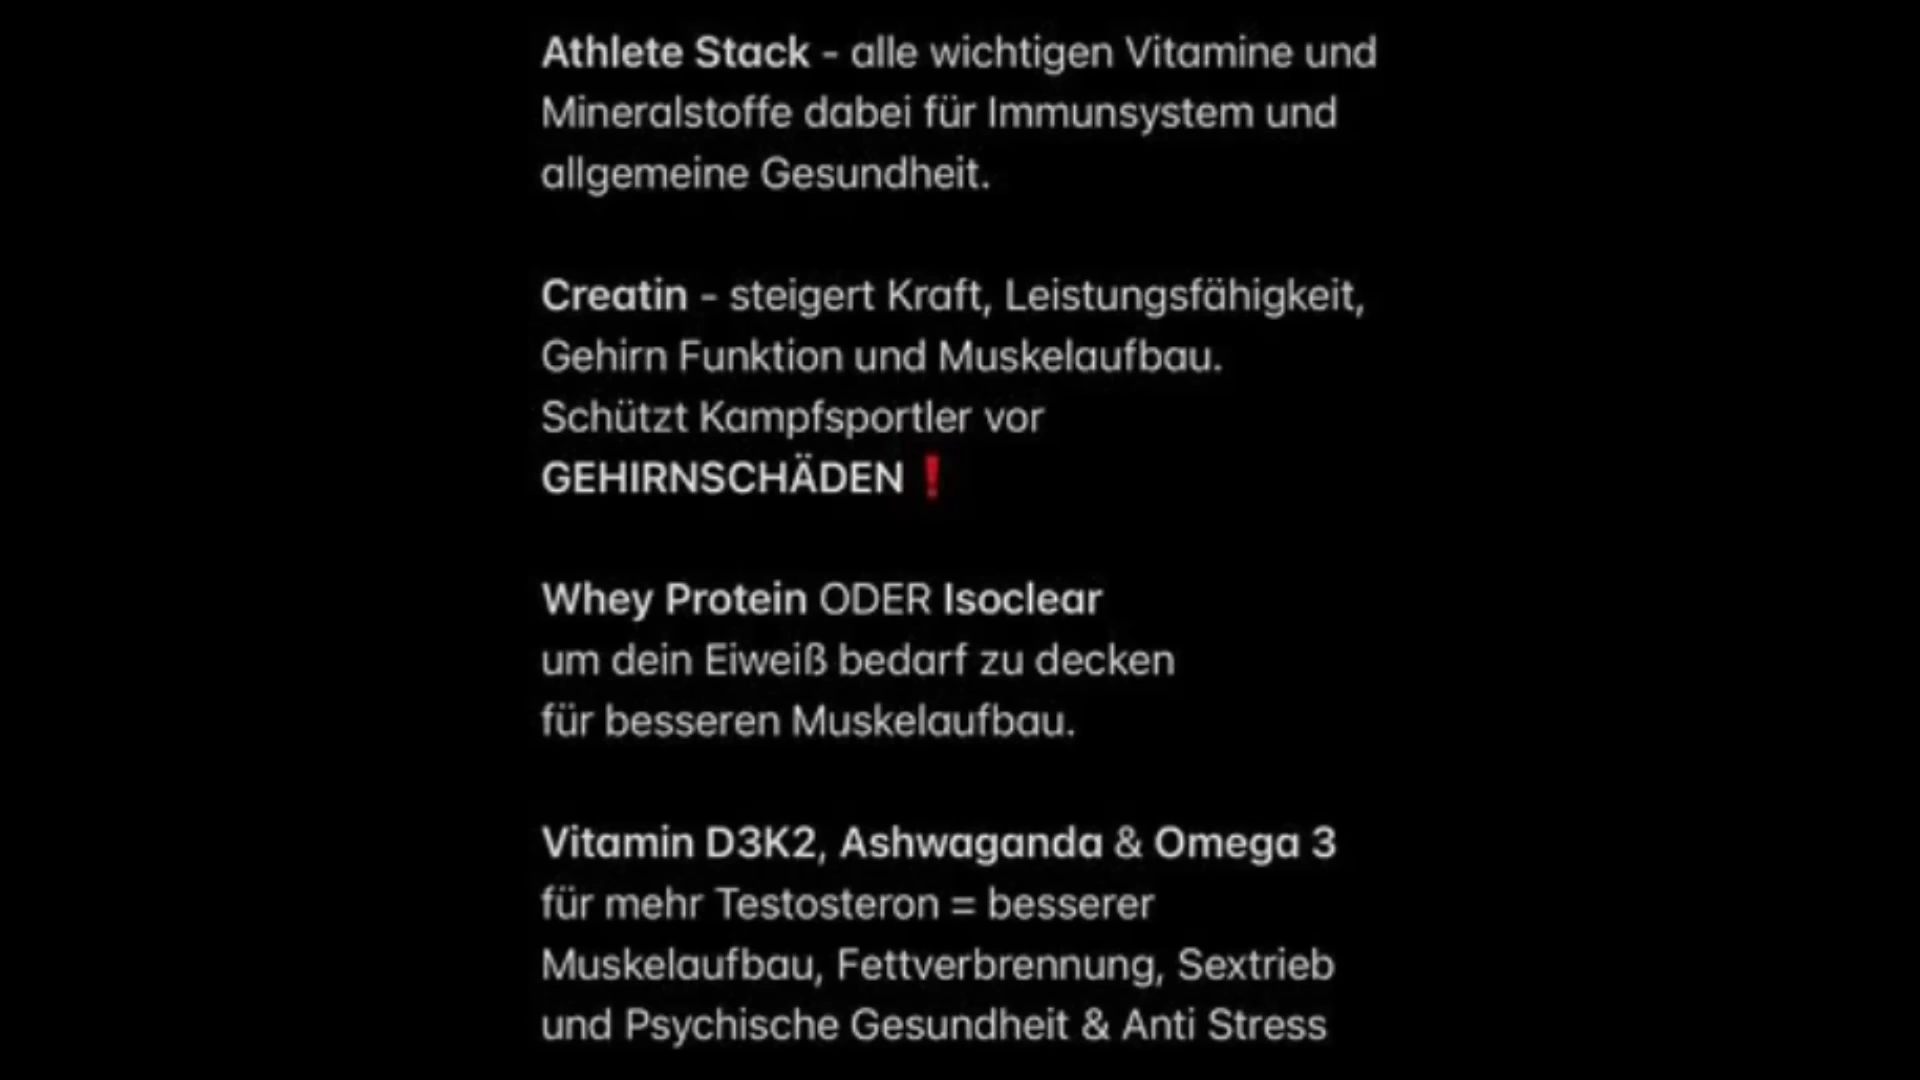 Athlete Stack - alle wichtigen Vitamine und
Mineralstoffe dabei für Immunsystem und
allgemeine Gesundheit.
Creatin - steigert Kraft, Leistungsfähigkeit,
Gehirn Funktion und Muskelaufbau.
Schützt Kampfsportler vor
GEHIRNSCHÄDEN❗
Whey Protein ODER Isoclear
um dein Eiweiß bedarf zu decken
für besseren Muskelaufbau.
Vitamin D3K2, Ashwaganda & Omega 3
für mehr Testosteron = besserer
Muskelaufbau, Fettverbrennung, Sextrieb
und Psychische Gesundheit & Anti Stress